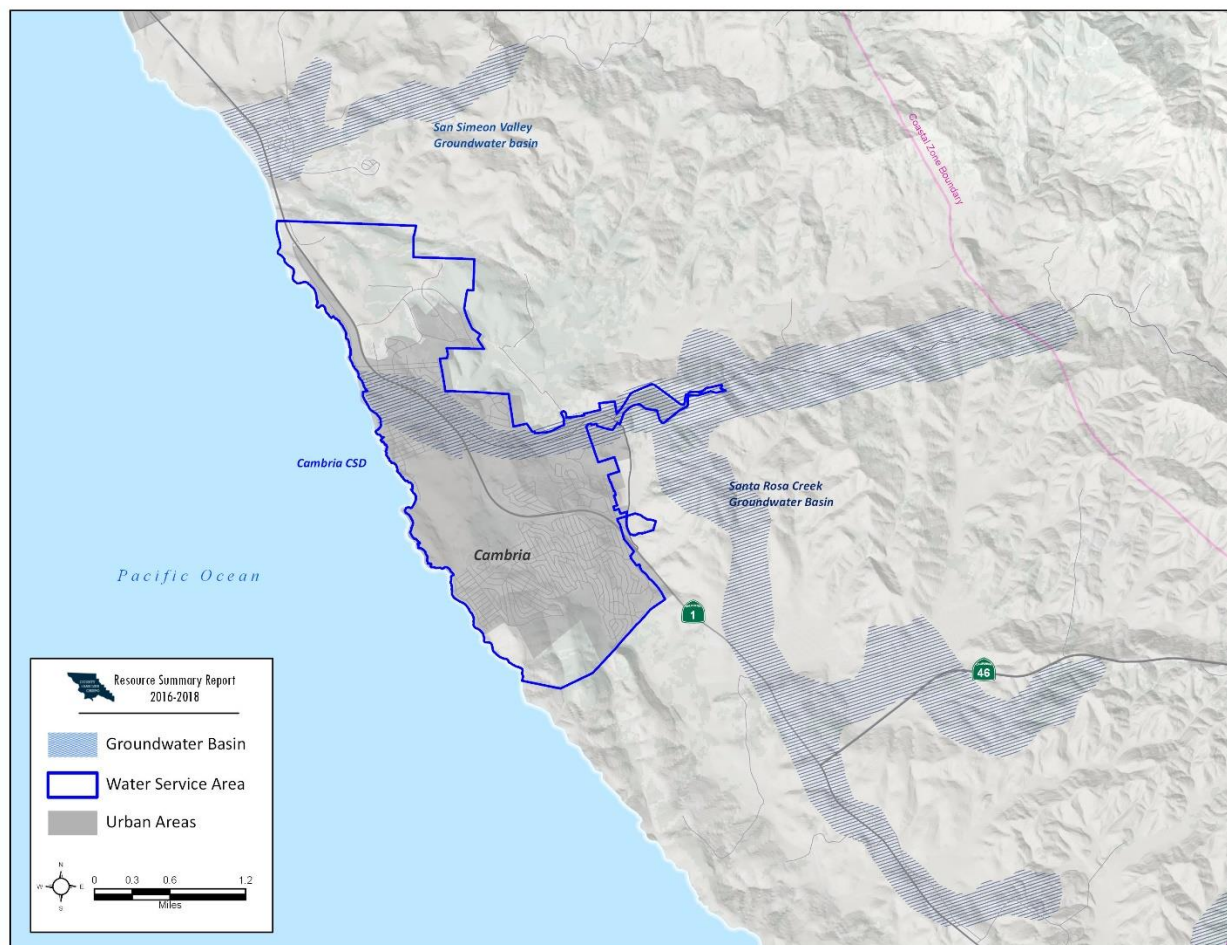 San Simeon Valley
Groundwater basin
Coastal Zone Boundary
Cambria CSD
Santa Rosa Creek
Groundwater Basin
Cambria
Pacific Ocean
1
46
Resource Summary Report
2016-2018
Groundwater Basin
Water Service Area
Urban Areas
N
W E
S
0 0.3 0.6 1.2
Miles